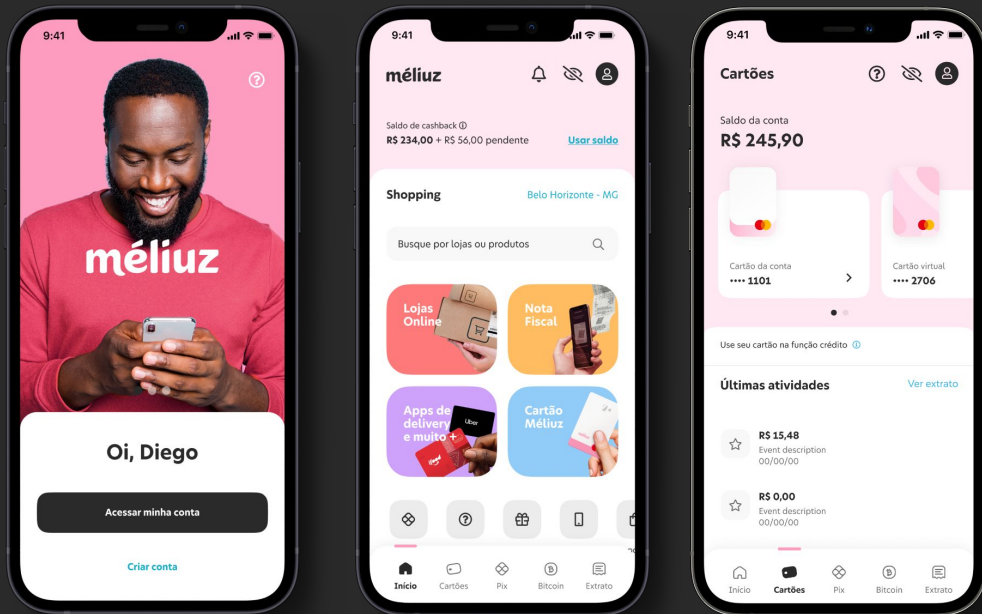 9:41
méliuz
Oi, Diego
Acessar minha conta
Criar conta
9:41
méliuz
Saldo de cashback
R$ 234,00 + R$ 56,00 pendente
Usar saldo
Shopping
Belo Horizonte - MG
Busque por lojas ou produtos
Lojas
Online
Nota
Fiscal
Apps de
delivery
e muito +
Uber
ifood
Cartão
Méliuz
Início
Cartões
Pix
Bitcoin
Extrato
9:41
Cartões
Saldo da conta
R$ 245,90
Cartão da conta
•••• 1101
Cartão virtual
•••• 2706
Use seu cartão na função crédito
Últimas atividades
Ver extrato
R$ 15,48
Event description
00/00/00
R$ 0,00
Event description
00/00/00
Início
Cartões
Pix
Bitcoin
Extrato